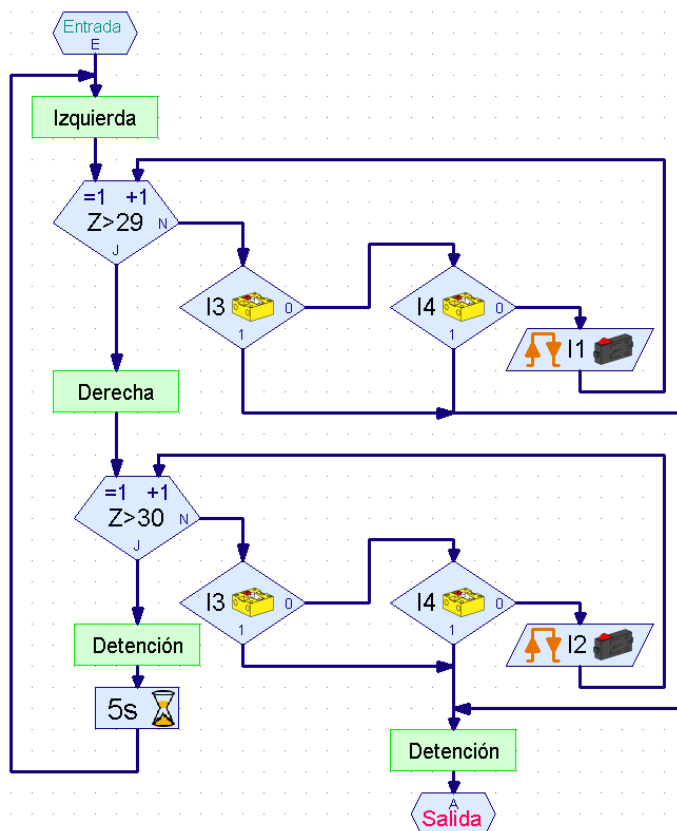 Entrada
E
Izquierda
=1 +1
Z>29
N
J
I3
0
1
I4
0
1
I1
Derecha
=1 +1
Z>30
N
J
I3
0
1
I4
0
1
I2
Detención
5s
Detención
A
Salida